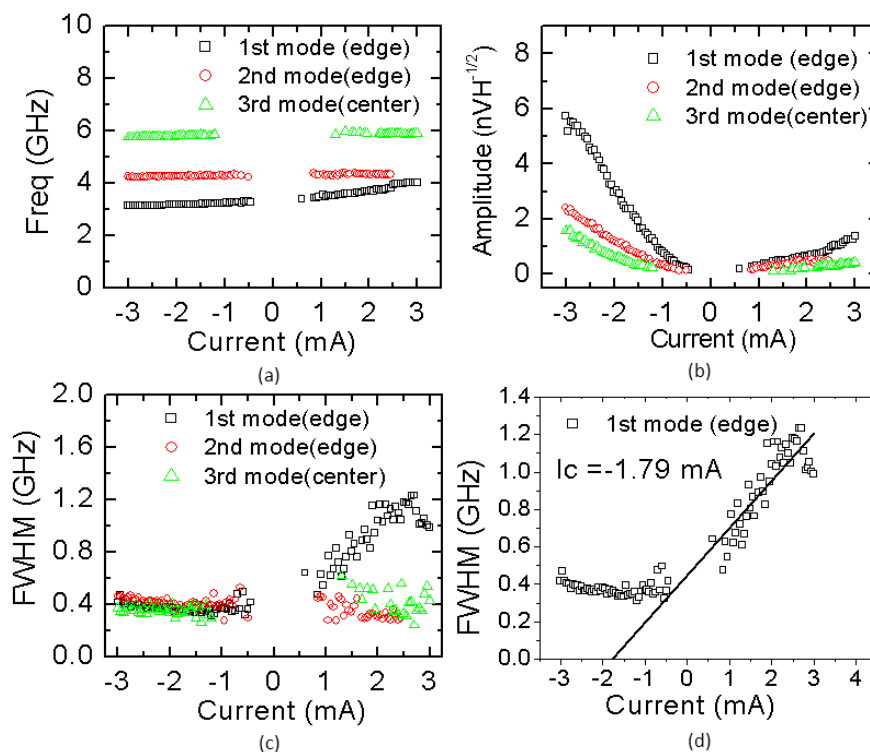 10
8
6
4
2
0
Freq (GHz)
1st mode (edge)
2nd mode(edge)
3rd mode(center)
-3 -2 -1 0 1 2 3
Current (mA)
(a)
8
6
4
2
0
Amplitude (nVH-1/2)
1st mode (edge)
2nd mode(edge)
3rd mode(center)
-3 -2 -1 0 1 2 3
Current (mA)
(b)
2.0
1.6
1.2
0.8
0.4
0.0
FWHM (GHz)
1st mode(edge)
2nd mode(edge)
3rd mode(center)
-3 -2 -1 0 1 2 3
Current (mA)
(c)
1.4
1.2
1.0
0.8
0.6
0.4
0.2
0.0
FWHM (GHz)
1st mode (edge)
Ic =-1.79 mA
-3 -2 -1 0 1 2 3 4
Current (mA)
(d)